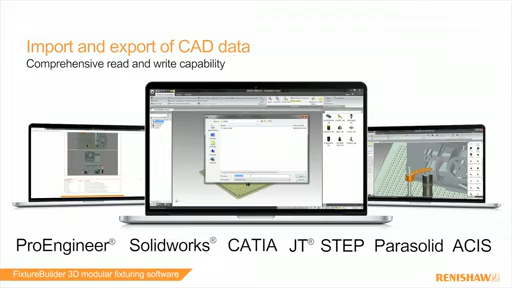 Import and export of CAD data
Comprehensive read and write capability
ProEngineer® Solidworks® CATIA JT® STEP Parasolid ACIS
FixtureBuilder 3D modular fixturing software
RENISHAW